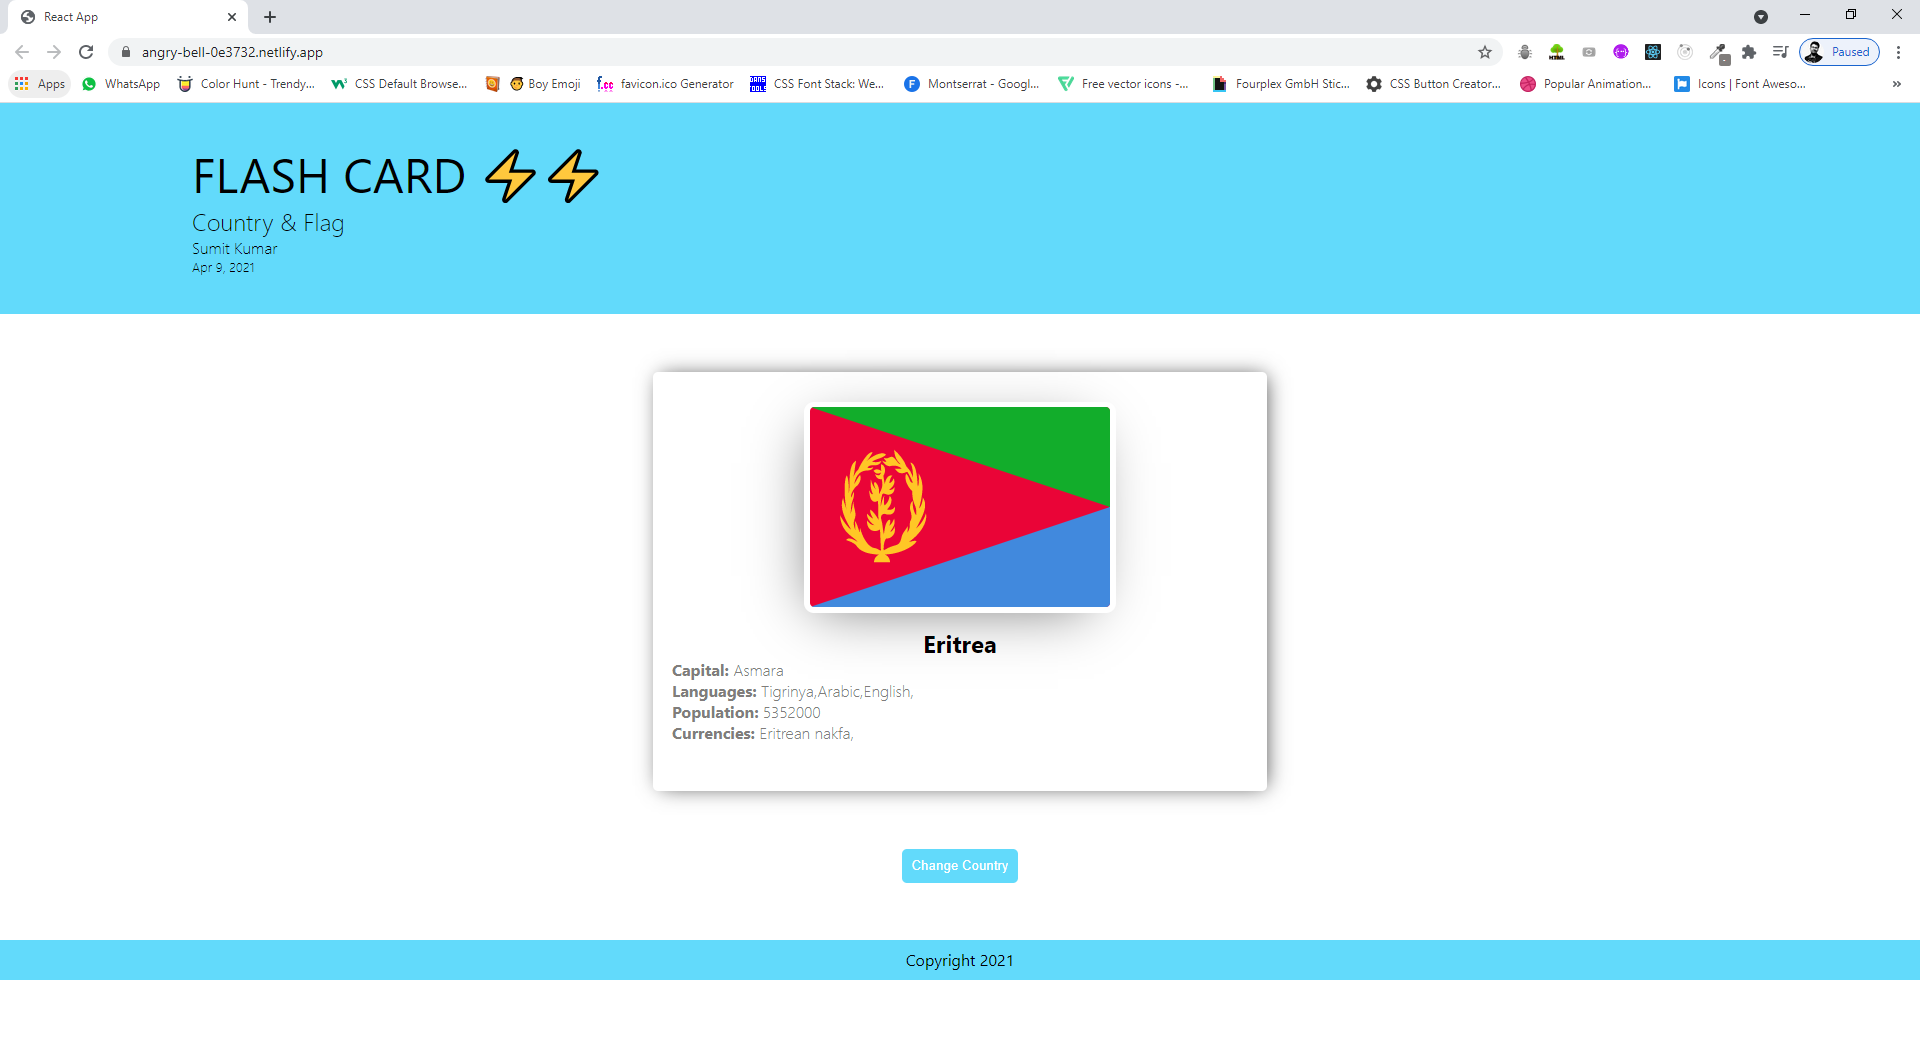 React App
angry-bell-0e3732.netlify.app
Paused
Apps WhatsApp Color Hunt - Trendy... CSS Default Browse... Boy Emoji favicon.ico Generator CSS Font Stack: We... Montserrat - Googl... Free vector icons -... Fourplex GmbH Stic... CSS Button Creator... Popular Animation... Icons | Font Aweso... »
FLASH CARD ⚡⚡
Country & Flag
Sumit Kumar
Apr 9, 2021
Eritrea
Capital: Asmara
Languages: Tigrinya,Arabic,English,
Population: 5352000
Currencies: Eritrean nakfa,
Change Country
Copyright 2021